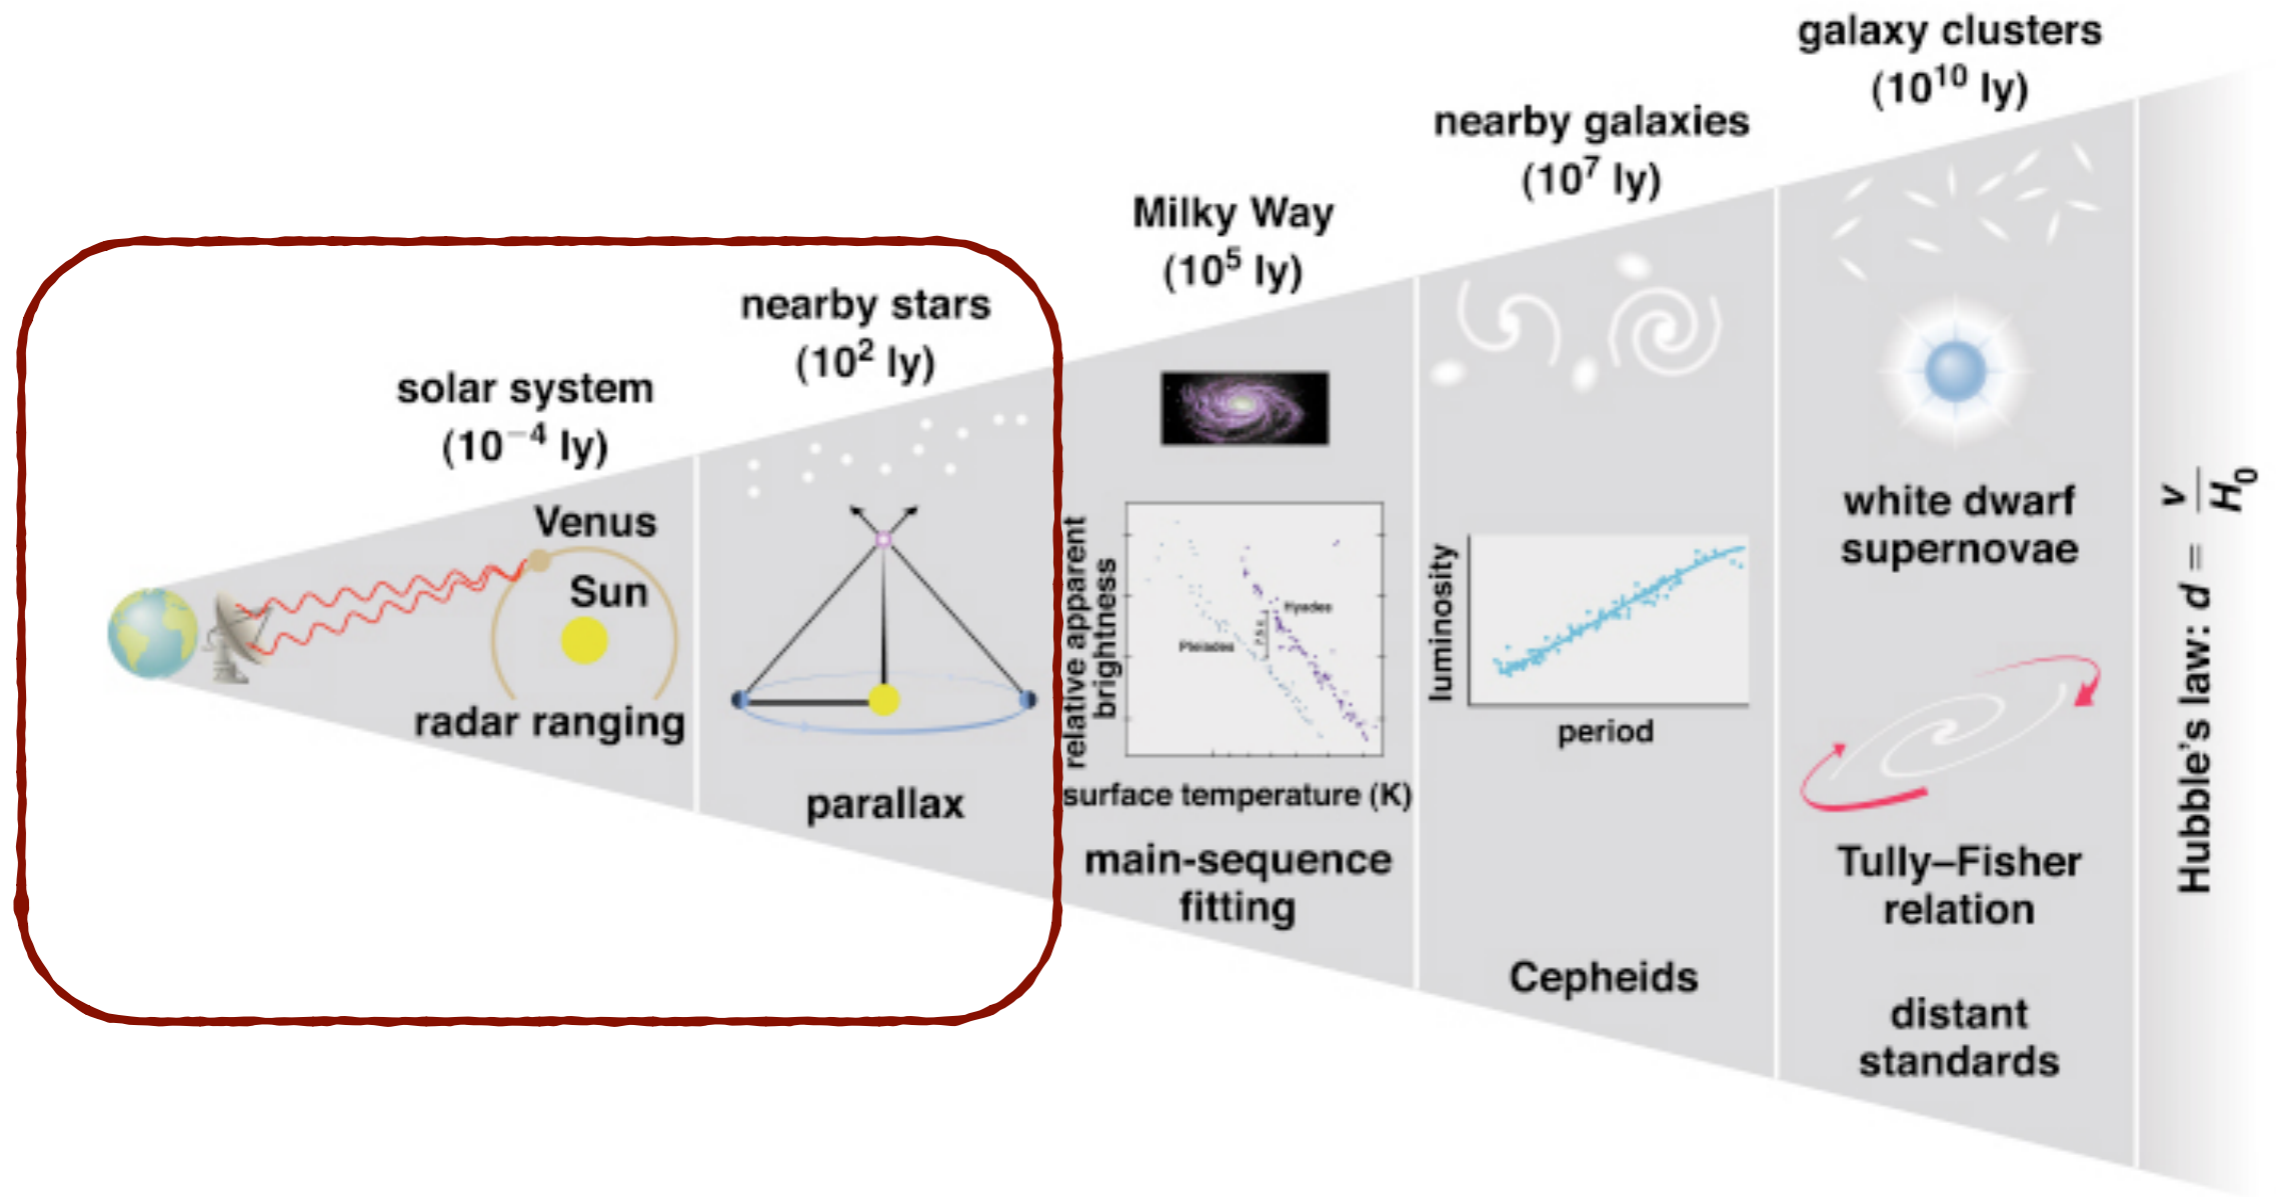 solar system
(10⁻⁴ ly)
Venus
Sun
radar ranging
nearby stars
(10² ly)
parallax
Milky Way
(10⁵ ly)
relative apparent
brightness
Hyades
Pleiades
surface temperature (K)
main-sequence
fitting
nearby galaxies
(10⁷ ly)
luminosity
period
Cepheids
galaxy clusters
(10¹⁰ ly)
white dwarf
supernovae
Tully–Fisher
relation
distant
standards
Hubble's law: d = v/H₀